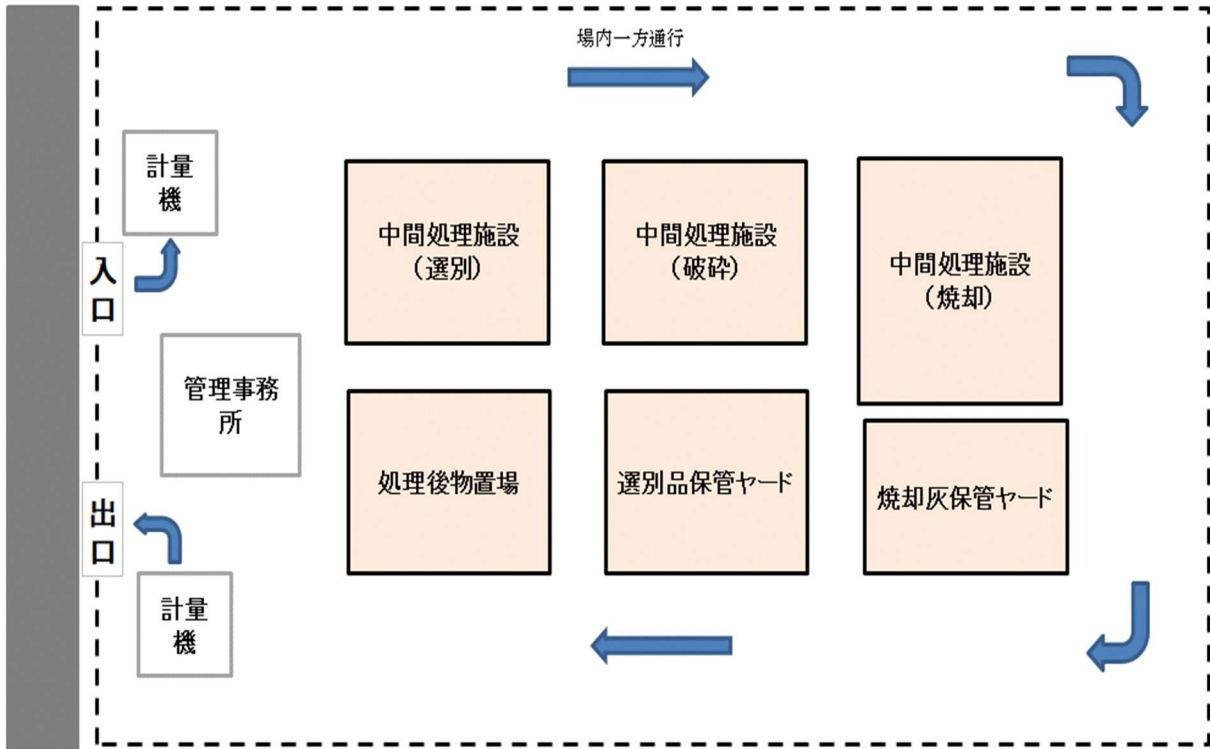 場内一方通行
計量
機
中間処理施設
（選別）
中間処理施設
（破砕）
中間処理施設
（焼却）
入
口
管理事務
所
処理後物置場
選別品保管ヤード
焼却灰保管ヤード
出
口
計量
機